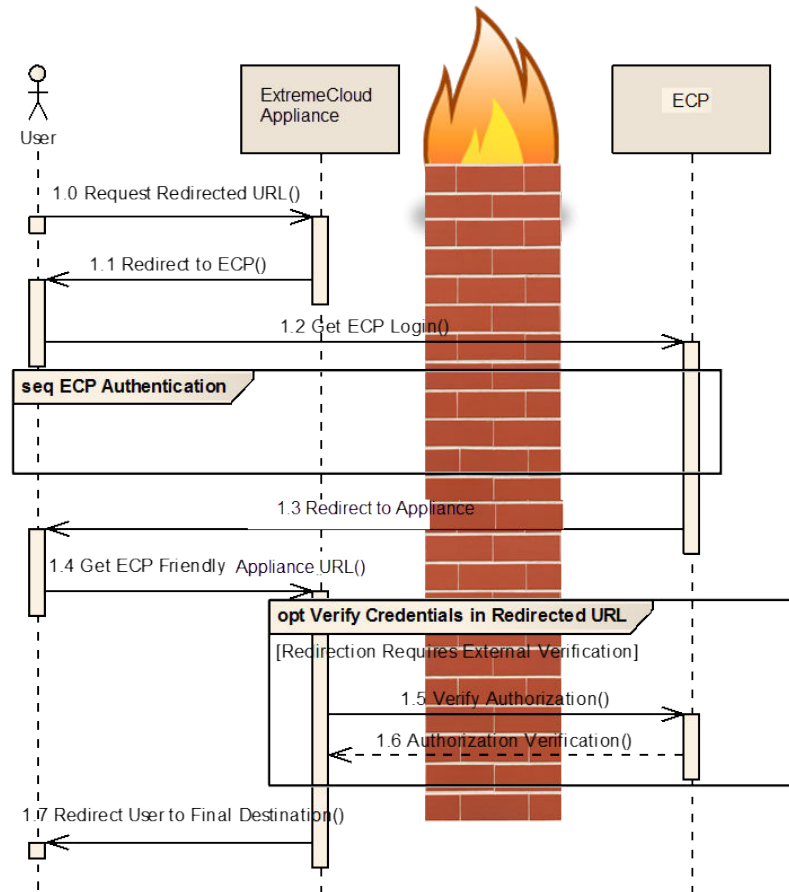 User
ExtremeCloud
Appliance
ECP
1.0 Request Redirected URL()
1.1 Redirect to ECP()
1.2 Get ECP Login()
seq ECP Authentication
1.3 Redirect to Appliance
1.4 Get ECP Friendly Appliance URL()
opt Verify Credentials in Redirected URL
[Redirection Requires External Verification]
1.5 Verify Authorization()
1.6 Authorization Verification()
1.7 Redirect User to Final Destination()